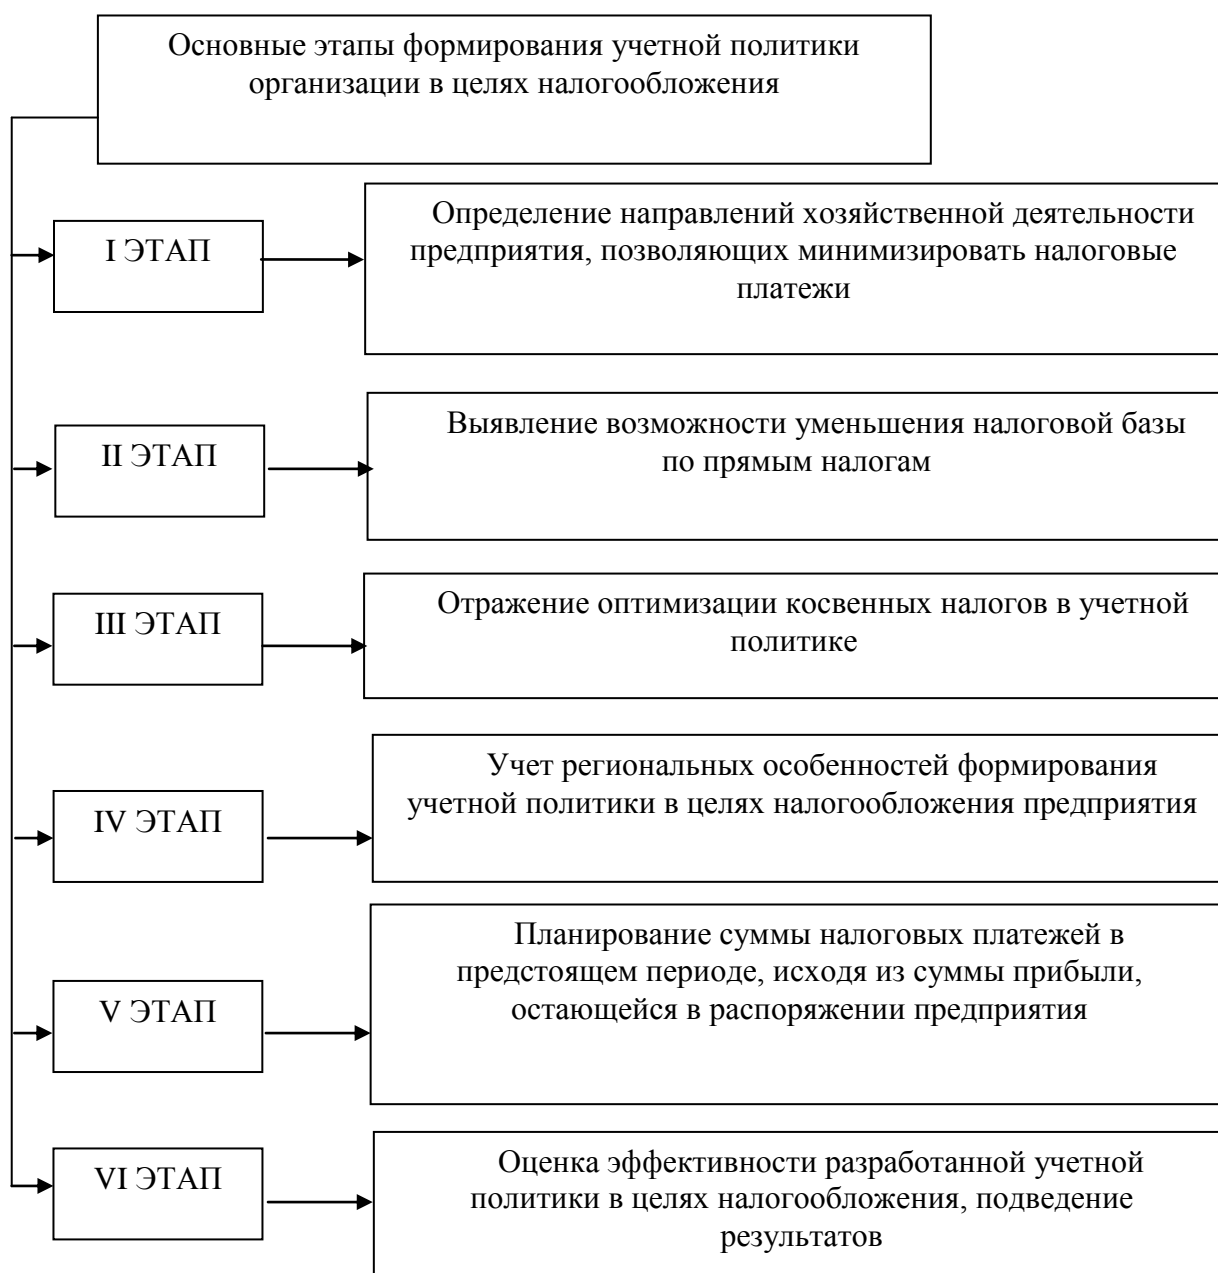 Основные этапы формирования учетной политики
организации в целях налогообложения
I ЭТАП
Определение направлений хозяйственной деятельности
предприятия, позволяющих минимизировать налоговые
платежи
II ЭТАП
Выявление возможности уменьшения налоговой базы
по прямым налогам
III ЭТАП
Отражение оптимизации косвенных налогов в учетной
политике
IV ЭТАП
Учет региональных особенностей формирования
учетной политики в целях налогообложения предприятия
V ЭТАП
Планирование суммы налоговых платежей в
предстоящем периоде, исходя из суммы прибыли,
остающейся в распоряжении предприятия
VI ЭТАП
Оценка эффективности разработанной учетной
политики в целях налогообложения, подведение
результатов